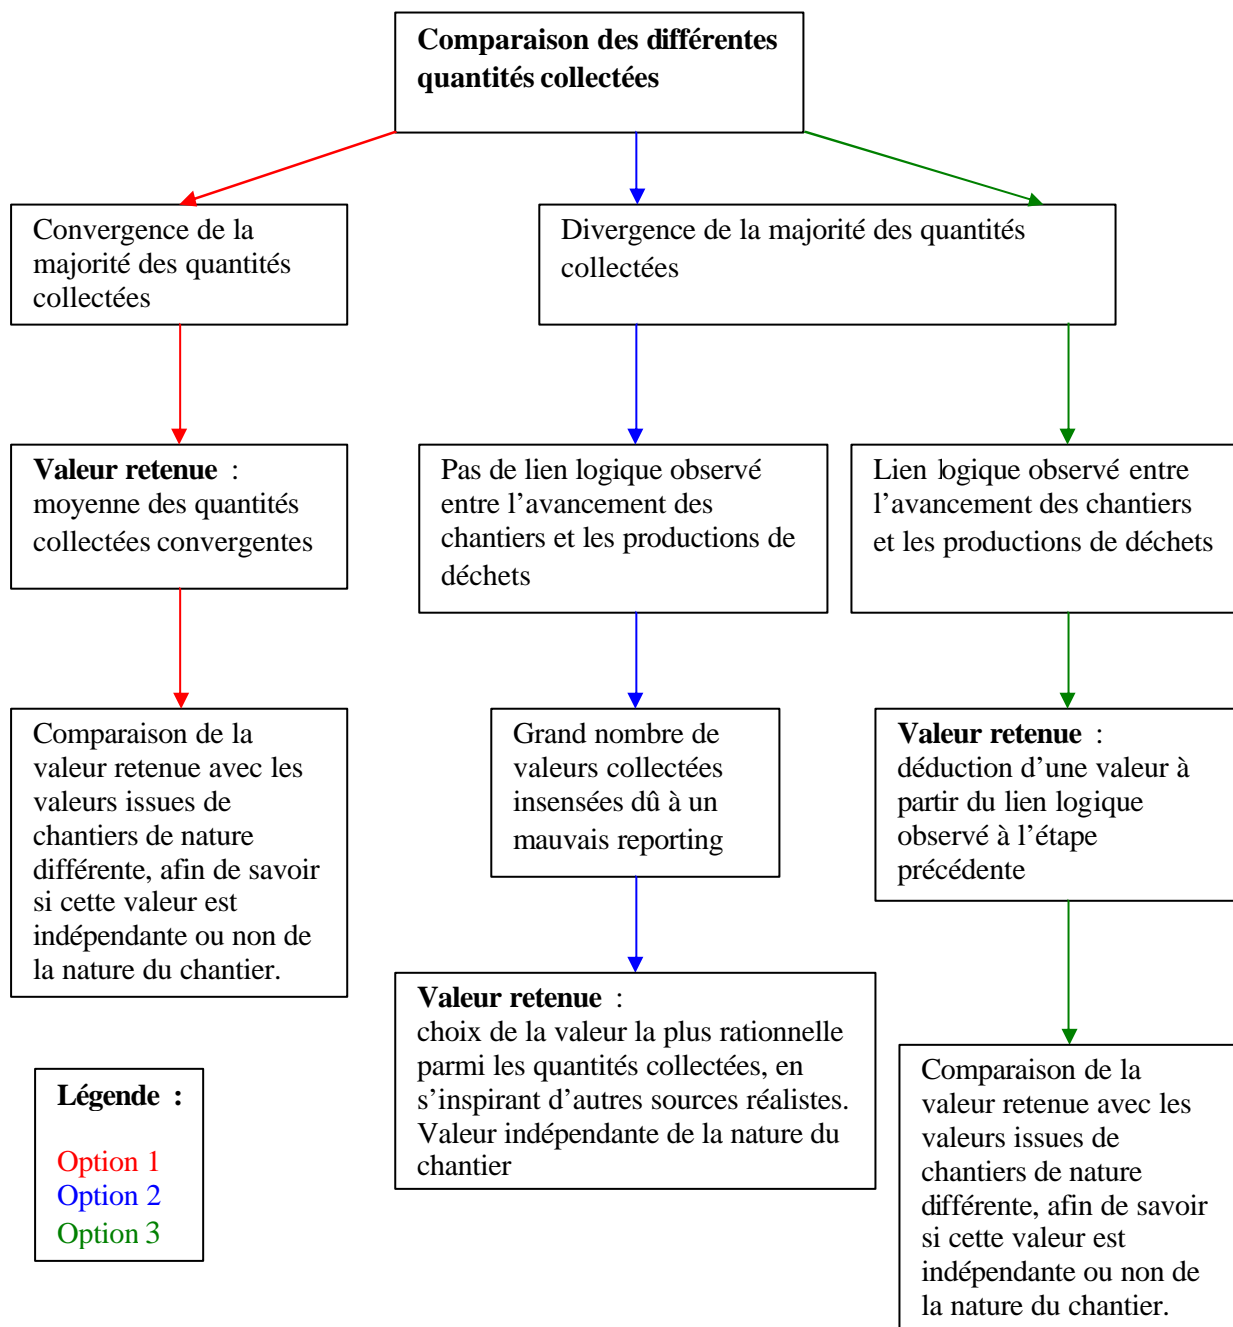 Comparaison des différentes
quantités collectées
Convergence de la
majorité des quantités
collectées
Divergence de la majorité des quantités
collectées
Valeur retenue :
moyenne des quantités
collectées convergentes
Pas de lien logique observé
entre l’avancement des
chantiers et les productions de
déchets
Lien logique observé entre
l’avancement des chantiers
et les productions de déchets
Comparaison de la
valeur retenue avec les
valeurs issues de
chantiers de nature
différente, afin de savoir
si cette valeur est
indépendante ou non de
la nature du chantier.
Grand nombre de
valeurs collectées
insensées dû à un
mauvais reporting
Valeur retenue :
déduction d’une valeur à
partir du lien logique
observé à l’étape
précédente
Valeur retenue :
choix de la valeur la plus rationnelle
parmi les quantités collectées, en
s’inspirant d’autres sources réalistes.
Valeur indépendante de la nature du
chantier
Comparaison de la
valeur retenue avec les
valeurs issues de
chantiers de nature
différente, afin de savoir
si cette valeur est
indépendante ou non de
la nature du chantier.
Légende :
Option 1
Option 2
Option 3